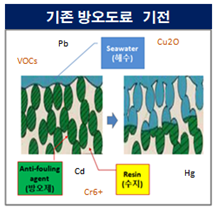 기존 방오도료 기전
Pb
Seawater
(해수)
Cu2O
VOCs
Anti-fouling
agent
(방오제)
Cd
Cr6+
Resin
(수지)
Hg